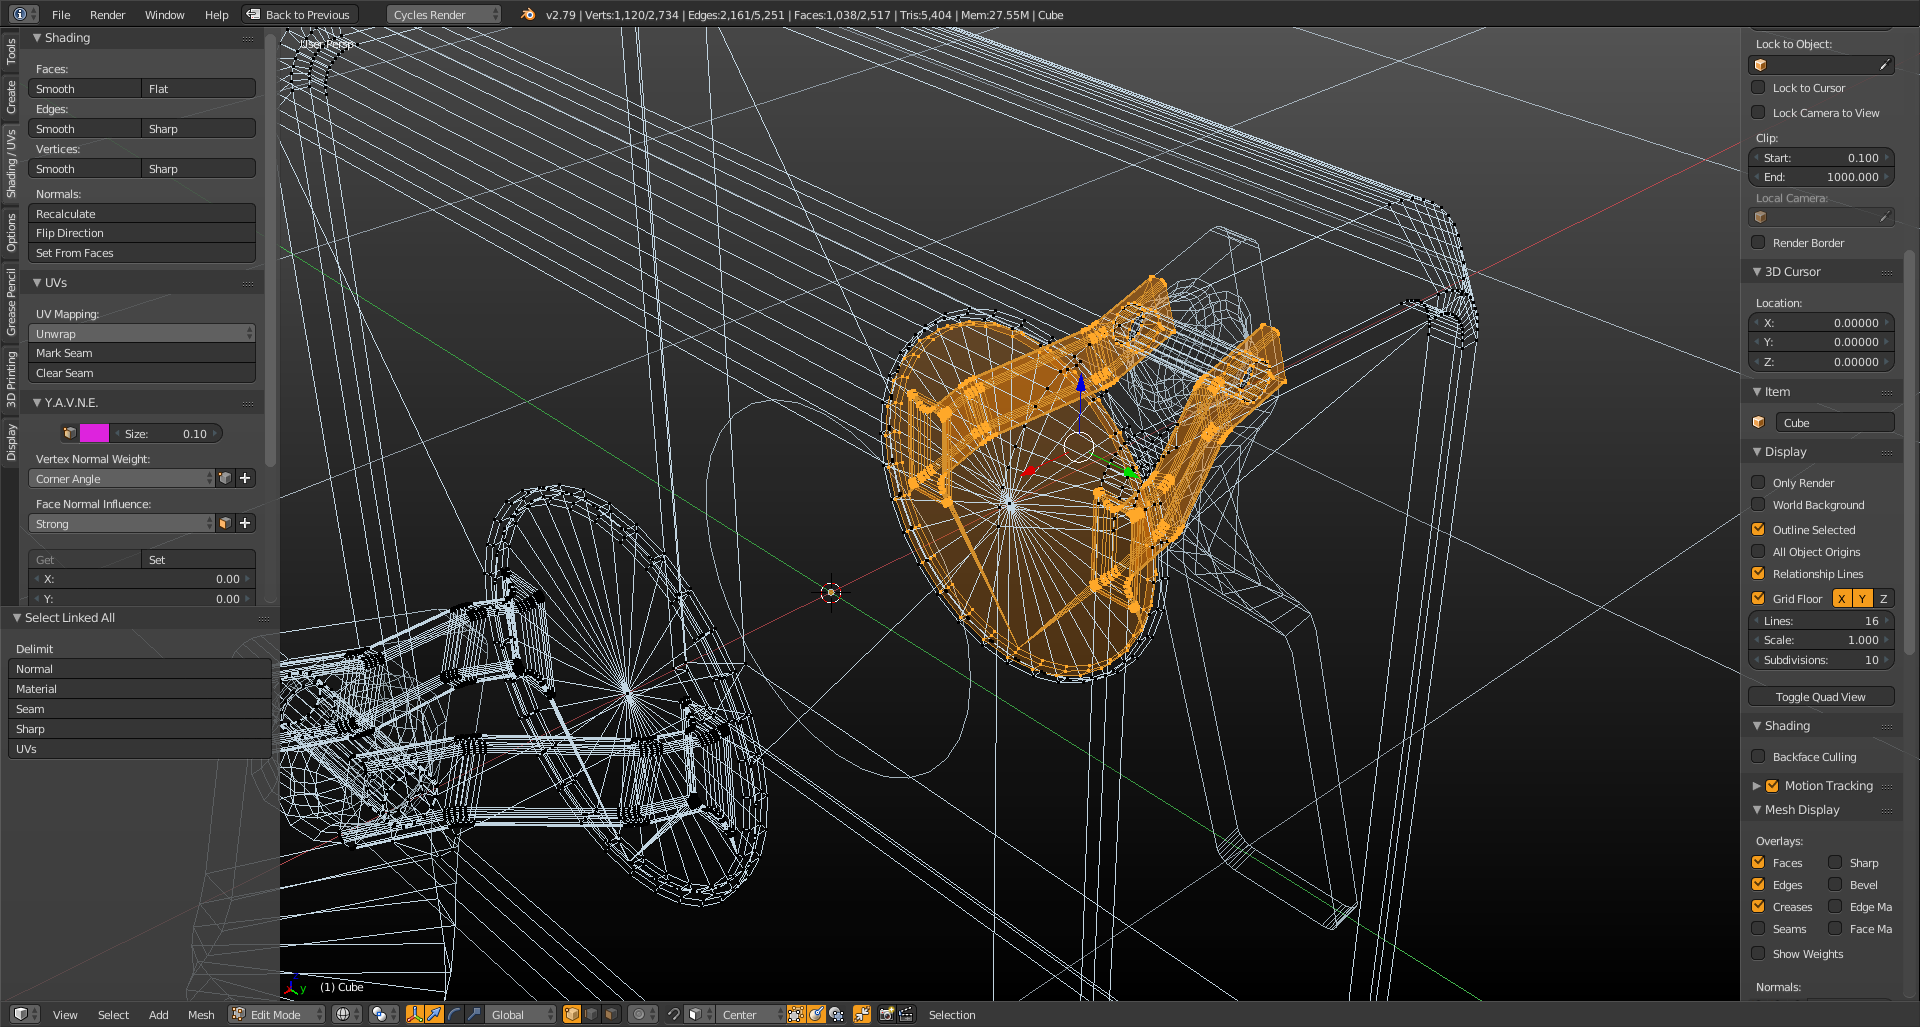 File Render Window Help Back to Previous Cycles Render v2.79 | Verts:1,120/2,734 | Edges:2,161/5,251 | Faces:1,038/2,517 | Tris:5,404 | Mem:27.55M | Cube
Tools
Create
Shading / UVs
Options
Grease Pencil
3D Printing
Display
Shading
Faces:
Smooth Flat
Edges:
Smooth Sharp
Vertices:
Smooth Sharp
Normals:
Recalculate
Flip Direction
Set From Faces
UVs
UV Mapping:
Unwrap
Mark Seam
Clear Seam
Y.A.V.N.E.
Size: 0.10
Vertex Normal Weight:
Corner Angle
Face Normal Influence:
Strong
Get Set
X: 0.00
Y: 0.00
Select Linked All
Delimit
Normal
Material
Seam
Sharp
UVs
User Persp
y
(1) Cube
Lock to Object:
Lock to Cursor
Lock Camera to View
Clip:
Start: 0.100
End: 1000.000
Local Camera:
Render Border
3D Cursor
Location:
X: 0.00000
Y: 0.00000
Z: 0.00000
Item
Cube
Display
Only Render
World Background
Outline Selected
All Object Origins
Relationship Lines
Grid Floor X Y Z
Lines: 16
Scale: 1.000
Subdivisions: 10
Toggle Quad View
Shading
Backface Culling
Motion Tracking
Mesh Display
Overlays:
Faces Sharp
Edges Bevel
Creases Edge Ma
Seams Face Ma
Show Weights
Normals:
View Select Add Mesh Edit Mode Global Center Selection